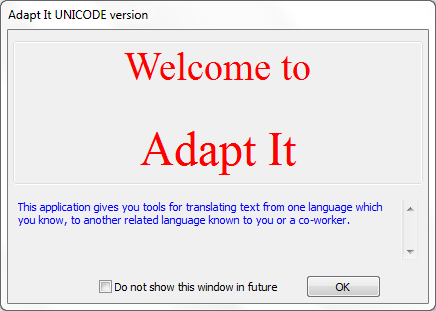 Adapt It UNICODE version
Welcome to
Adapt It
This application gives you tools for translating text from one language which
you know, to another related language known to you or a co-worker.
Do not show this window in future
OK